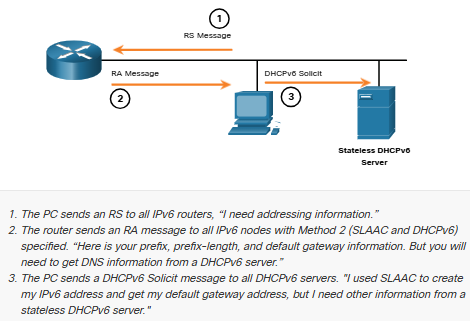 1
RS Message
RA Message
DHCPv6 Solicit
2
3
Stateless DHCPv6
Server
1. The PC sends an RS to all IPv6 routers, “I need addressing information.”
2. The router sends an RA message to all IPv6 nodes with Method 2 (SLAAC and DHCPv6)
specified. “Here is your prefix, prefix-length, and default gateway information. But you will
need to get DNS information from a DHCPv6 server.”
3. The PC sends a DHCPv6 Solicit message to all DHCPv6 servers. "I used SLAAC to create
my IPv6 address and get my default gateway address, but I need other information from a
stateless DHCPv6 server."